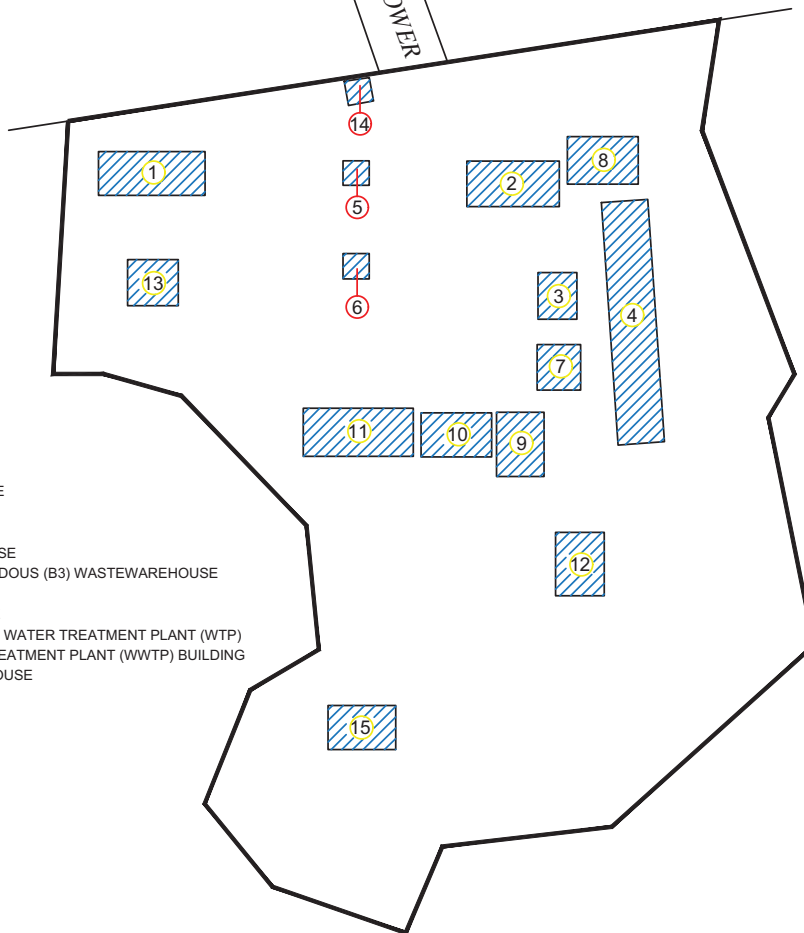 OWER
14
1
2
8
5
13
6
3
4
7
11
10
9
E
SE
DOUS (B3) WASTEWAREHOUSE
12
WATER TREATMENT PLANT (WTP)
EATMENT PLANT (WWTP) BUILDING
OUSE
15